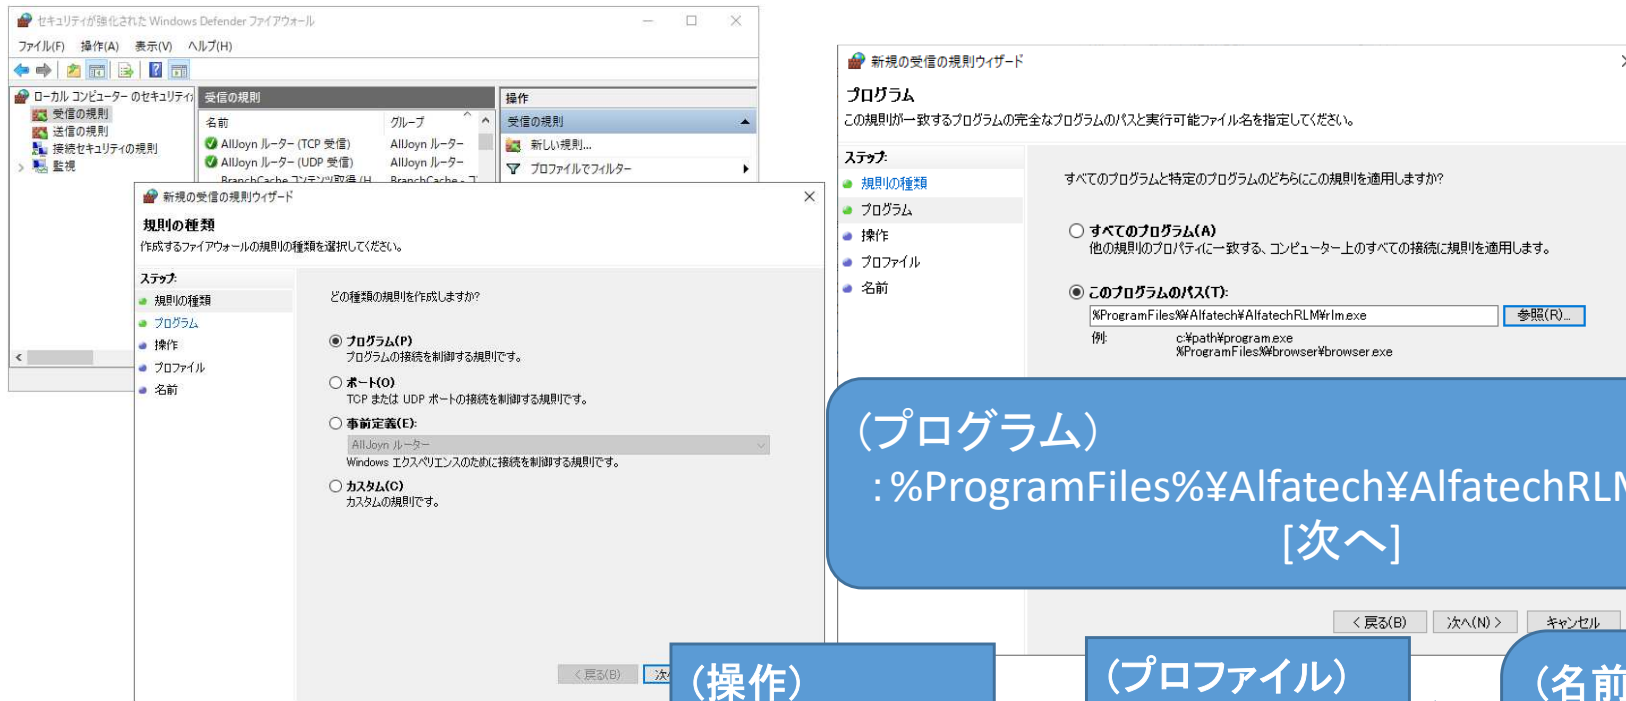 セキュリティが強化された Windows Defender ファイアウォール
ファイル(F) 操作(A) 表示(V) ヘルプ(H)
ローカル コンピューター のセキュリティ
受信の規則
送信の規則
接続セキュリティの規則
監視
受信の規則
名前 グループ
AllJoyn ルーター (TCP 受信) AllJoyn ルーター
AllJoyn ルーター (UDP 受信) AllJoyn ルーター
BranchCache コンテンツ取得 (H BranchCache - コ
操作
受信の規則
新しい規則...
プロファイルでフィルター
新規の受信の規則ウィザード
規則の種類
作成するファイアウォールの規則の種類を選択してください。
ステップ:
規則の種類
プログラム
操作
プロファイル
名前
どの種類の規則を作成しますか?
プログラム(P)
プログラムの接続を制御する規則です。
ポート(O)
TCP または UDP ポートの接続を制御する規則です。
事前定義(E):
AllJoyn ルーター
Windows エクスペリエンスのために接続を制御する規則です。
カスタム(C)
カスタムの規則です。
< 戻る(B) 次
新規の受信の規則ウィザード
プログラム
この規則が一致するプログラムの完全なプログラムのパスと実行可能ファイル名を指定してください。
ステップ:
規則の種類
プログラム
操作
プロファイル
名前
すべてのプログラムと特定のプログラムのどちらにこの規則を適用しますか?
すべてのプログラム(A)
他の規則のプロパティに一致する、コンピューター上のすべての接続に規則を適用します。
このプログラムのパス(T):
%ProgramFiles%¥Alfatech¥AlfatechRLM¥rlm.exe 参照(R)...
例: c:¥path¥program.exe
%ProgramFiles%¥browser¥browser.exe
(プログラム)
:%ProgramFiles%¥Alfatech¥AlfatechRLM
[次へ]
< 戻る(B) 次へ(N) > キャンセル
(操作)
(プロファイル)
(名前